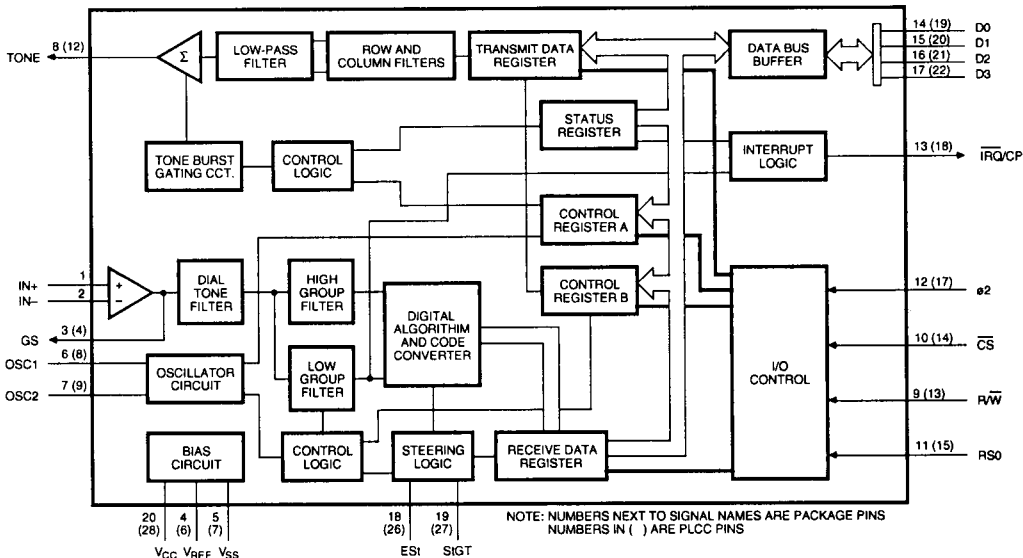 8 (12)
TONE
Σ
LOW-PASS
FILTER
ROW AND
COLUMN FILTERS
TRANSMIT DATA
REGISTER
DATA BUS
BUFFER
14 (19)
D0
15 (20)
D1
16 (21)
D2
17 (22)
D3
STATUS
REGISTER
TONE BURST
GATING CCT.
CONTROL
LOGIC
INTERRUPT
LOGIC
13 (18)
IRQ/CP
CONTROL
REGISTER A
IN+
1
IN–
2
+
–
DIAL
TONE
FILTER
HIGH
GROUP
FILTER
CONTROL
REGISTER B
12 (17)
ø2
DIGITAL
ALGORITHIM
AND CODE
CONVERTER
GS
3 (4)
10 (14)
CS
OSC1
6 (8)
OSCILLATOR
CIRCUIT
LOW
GROUP
FILTER
I/O
CONTROL
OSC2
7 (9)
9 (13)
R/W
BIAS
CIRCUIT
CONTROL
LOGIC
STEERING
LOGIC
RECEIVE DATA
REGISTER
11 (15)
RS0
20
(28)
4
(6)
5
(7)
18
(26)
19
(27)
VCC
VREF
VSS
ESt
StGT
NOTE: NUMBERS NEXT TO SIGNAL NAMES ARE PACKAGE PINS
NUMBERS IN ( ) ARE PLCC PINS